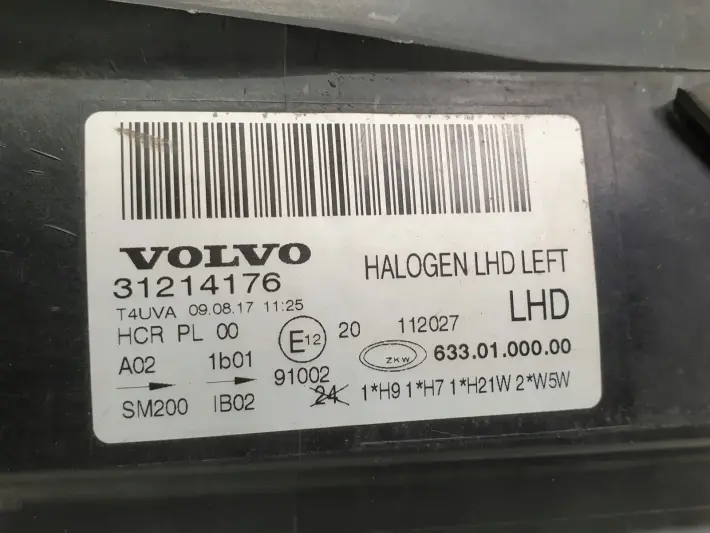 VOLVO
31214176
T4UVA 09.08.17 11:25
HALOGEN LHD LEFT
LHD
HCR PL 00
E12
20
112027
A02 1b01
91002
ZKW 633.01.000.00
SM200 IB02
24
1*H9 1*H7 1*H21W 2*W5W